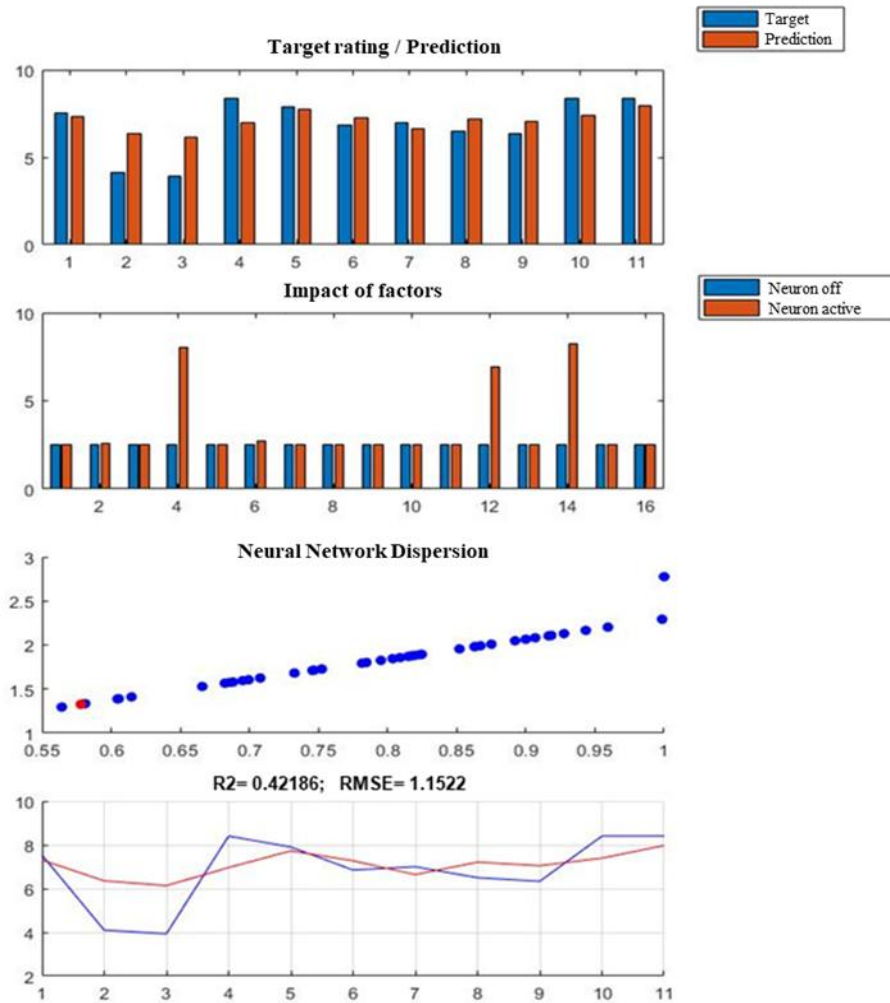 Target
Prediction
Target rating / Prediction
10
5
0
1 2 3 4 5 6 7 8 9 10 11
Neuron off
Neuron active
Impact of factors
10
5
0
2 4 6 8 10 12 14 16
Neural Network Dispersion
3
2.5
2
1.5
1
0.55 0.6 0.65 0.7 0.75 0.8 0.85 0.9 0.95 1
R2= 0.42186; RMSE= 1.1522
10
8
6
4
2
1 2 3 4 5 6 7 8 9 10 11